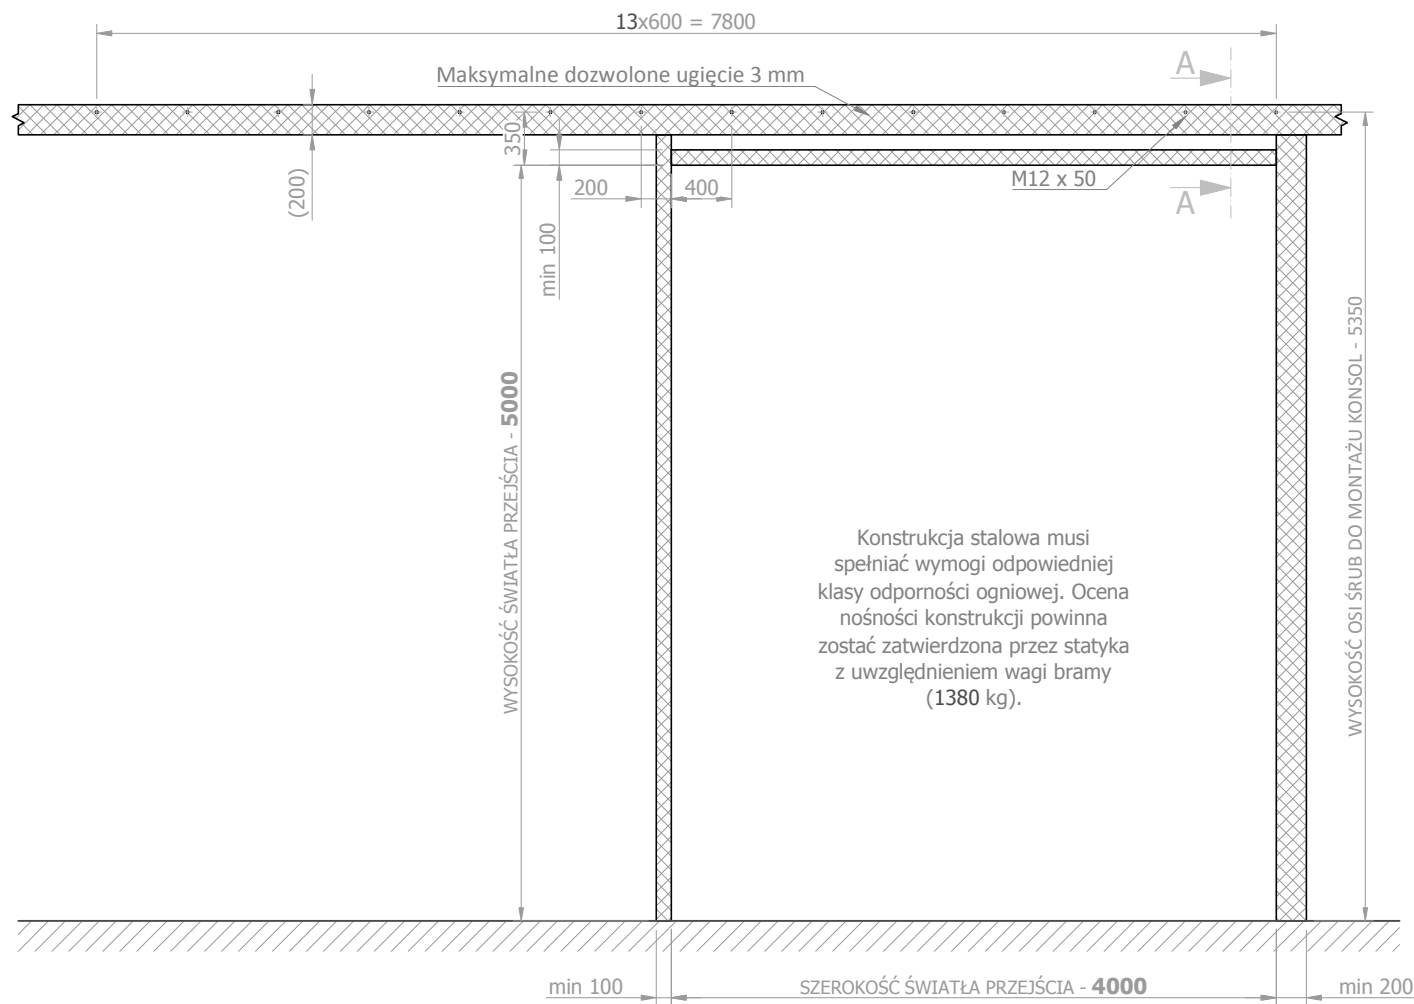 13x600 = 7800
Maksymalne dozwolone ugięcie 3 mm
A
350
(200)
200
400
M12 x 50
A
min 100
WYSOKOŚĆ ŚWIATŁA PRZEJŚCIA - 5000
WYSOKOŚĆ OSI ŚRUB DO MONTAŻU KONSOL - 5350
Konstrukcja stalowa musi
spełniać wymogi odpowiedniej
klasy odporności ogniowej. Ocena
nośności konstrukcji powinna
zostać zatwierdzona przez statyka
z uwzględnieniem wagi bramy
(1380 kg).
min 100
SZEROKOŚĆ ŚWIATŁA PRZEJŚCIA - 4000
min 200